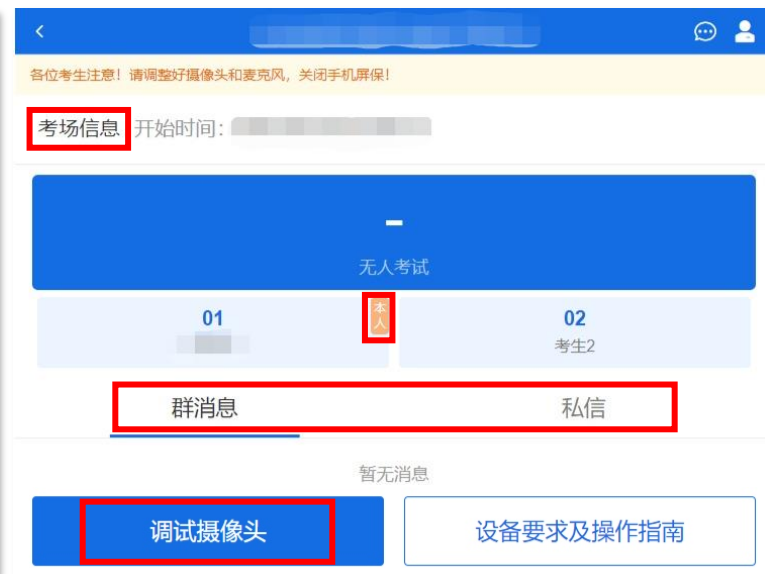 各位考生注意！请调整好摄像头和麦克风，关闭手机屏保！
考场信息 开始时间：
-
无人考试
01 本人 02
考生2
群消息 私信
暂无消息
调试摄像头 设备要求及操作指南